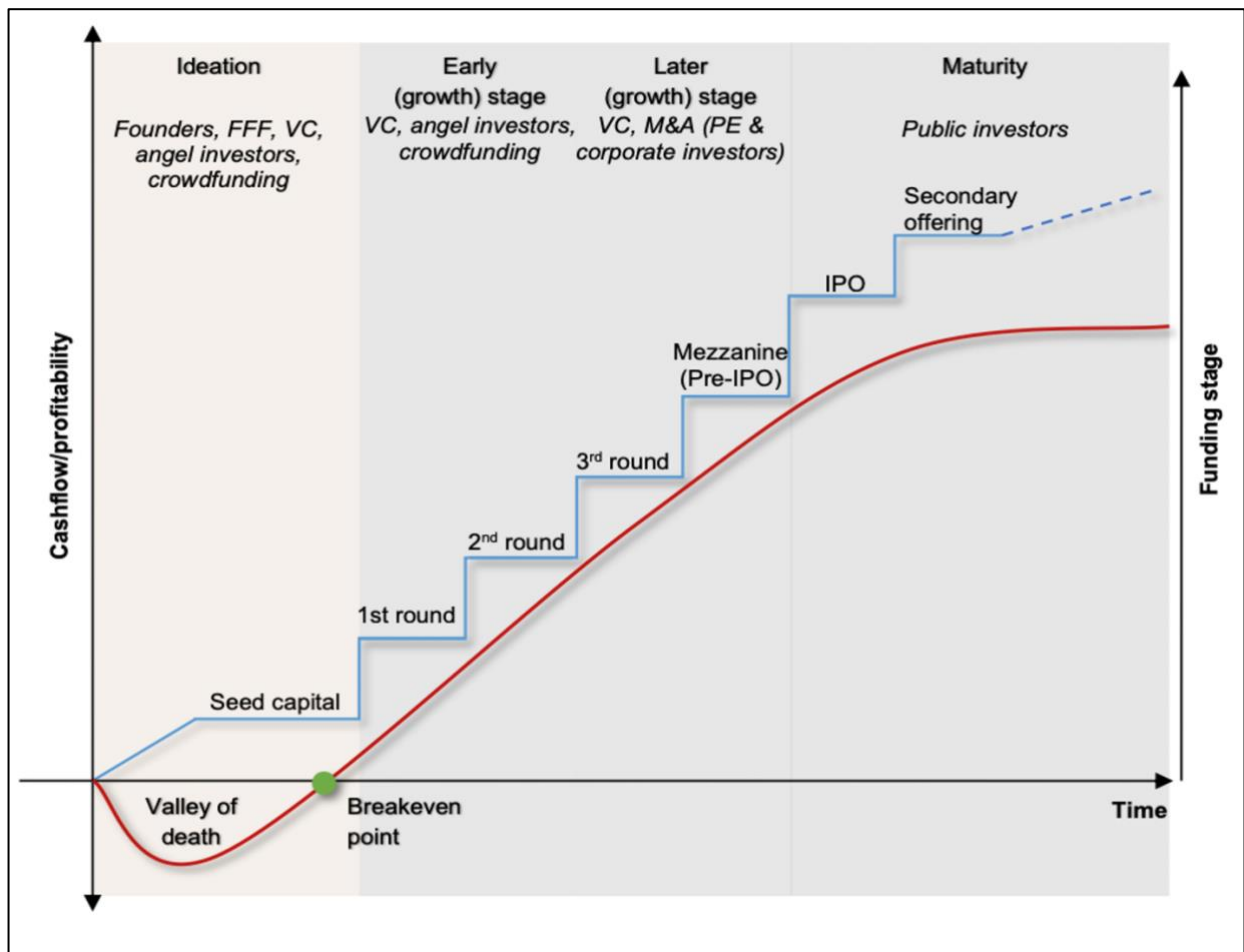 Ideation
Founders, FFF, VC,
angel investors,
crowdfunding
Early
(growth) stage
VC, angel investors,
crowdfunding
Later
(growth) stage
VC, M&A (PE &
corporate investors)
Maturity
Public investors
Secondary
offering
IPO
Mezzanine
(Pre-IPO)
3rd round
2nd round
1st round
Seed capital
Valley of
death
Breakeven
point
Time
Cashflow/profitability
Funding stage